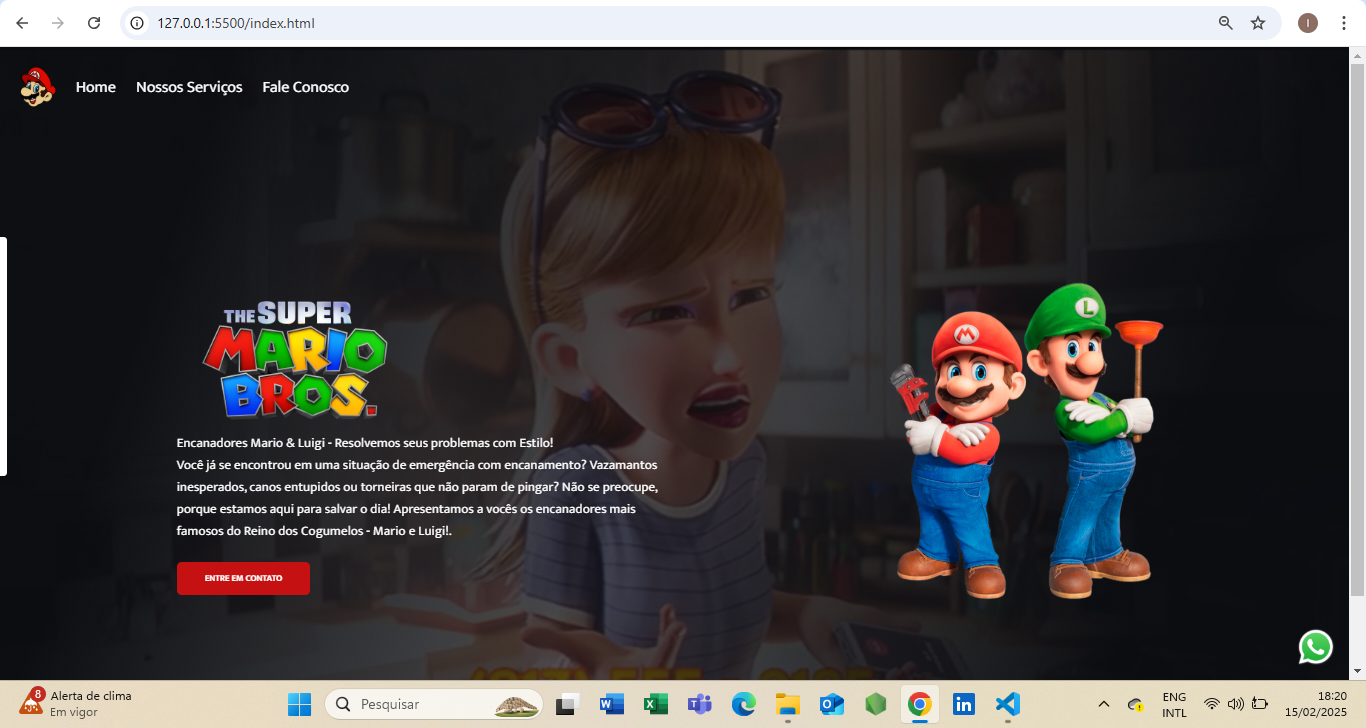 127.0.0.1:5500/index.html
I
Home
Nossos Serviços
Fale Conosco
THE SUPER
MARIO
BROS.
M
L
Encanadores Mario & Luigi - Resolvemos seus problemas com Estilo!
Você já se encontrou em uma situação de emergência com encanamento? Vazamantos
inesperados, canos entupidos ou torneiras que não param de pingar? Não se preocupe,
porque estamos aqui para salvar o dia! Apresentamos a vocês os encanadores mais
famosos do Reino dos Cogumelos - Mario e Luigi!.
ENTRE EM CONTATO
8
Alerta de clima
Em vigor
Pesquisar
ENG
INTL
18:20
15/02/2025